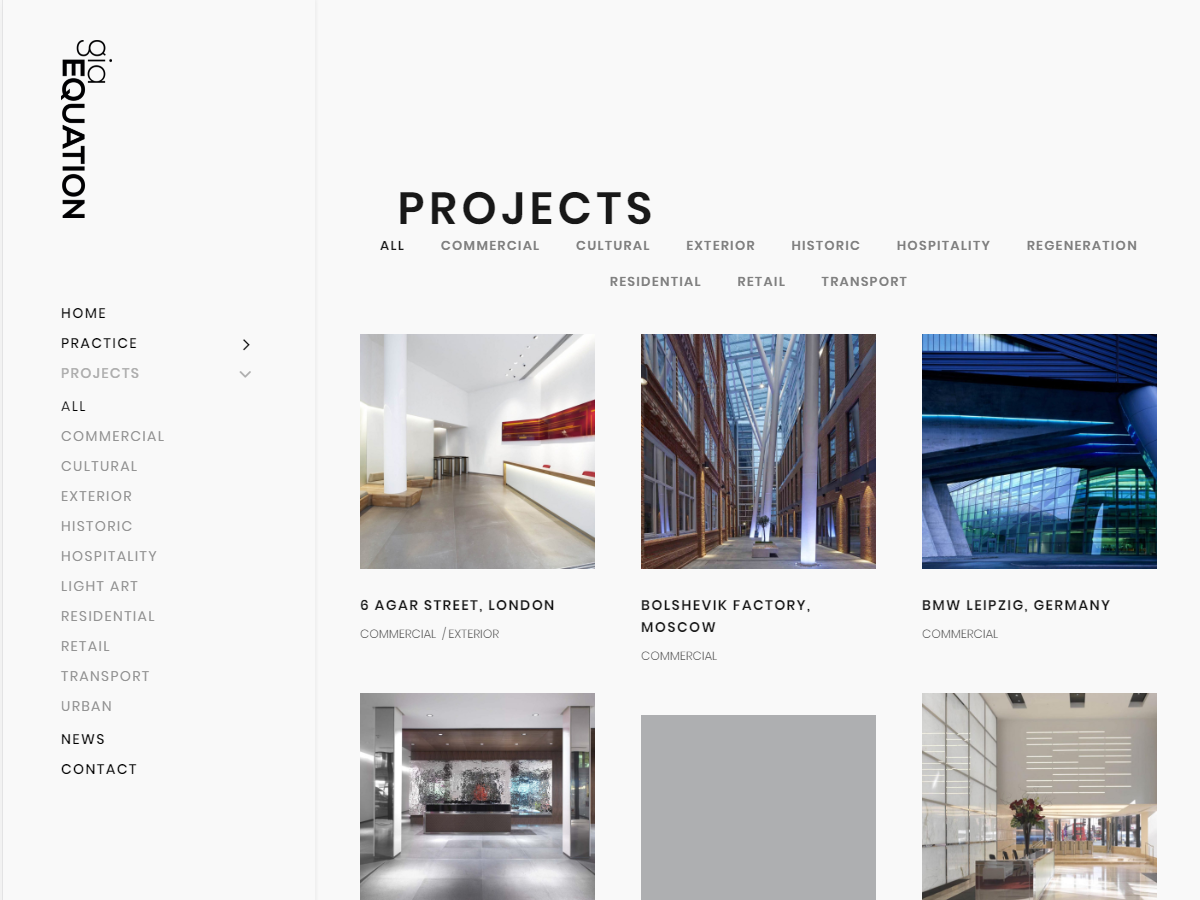 gia
EQUATION
HOME
PRACTICE
PROJECTS
ALL
COMMERCIAL
CULTURAL
EXTERIOR
HISTORIC
HOSPITALITY
LIGHT ART
RESIDENTIAL
RETAIL
TRANSPORT
URBAN
NEWS
CONTACT
PROJECTS
ALL COMMERCIAL CULTURAL EXTERIOR HISTORIC HOSPITALITY REGENERATION
RESIDENTIAL RETAIL TRANSPORT
6 AGAR STREET, LONDON
COMMERCIAL / EXTERIOR
BOLSHEVIK FACTORY,
MOSCOW
COMMERCIAL
BMW LEIPZIG, GERMANY
COMMERCIAL